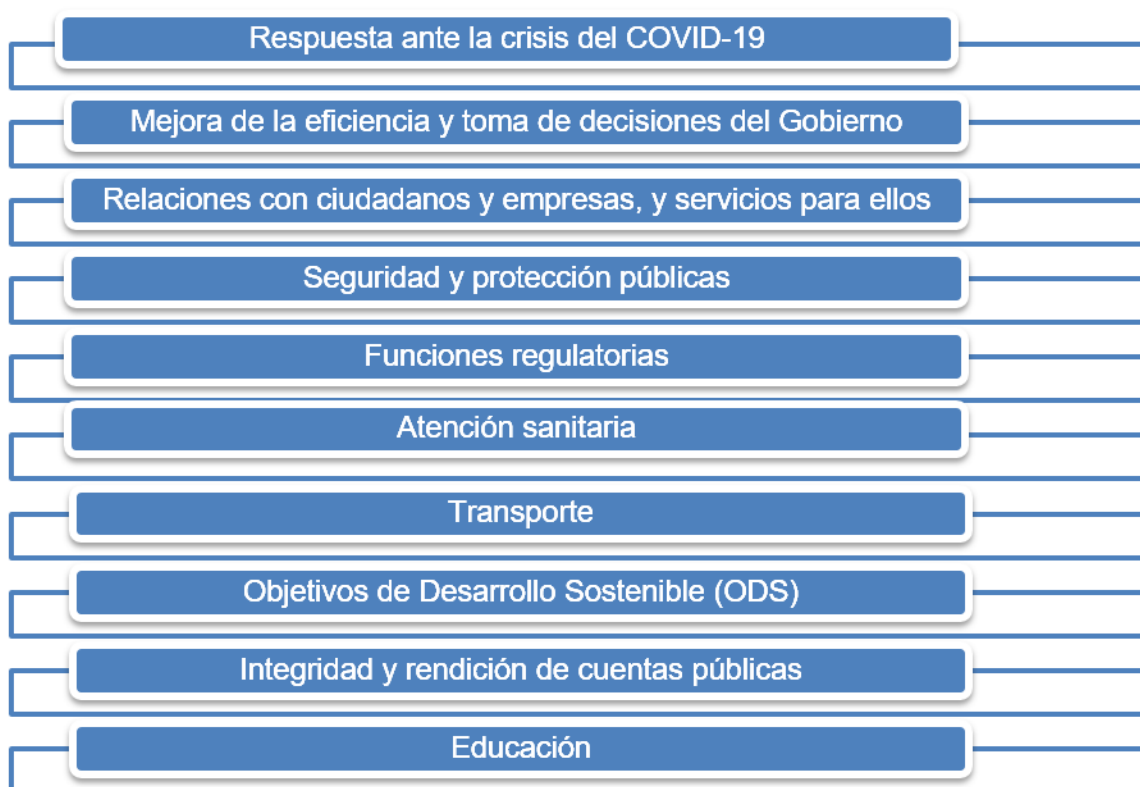 Respuesta ante la crisis del COVID-19
Mejora de la eficiencia y toma de decisiones del Gobierno
Relaciones con ciudadanos y empresas, y servicios para ellos
Seguridad y protección públicas
Funciones regulatorias
Atención sanitaria
Transporte
Objetivos de Desarrollo Sostenible (ODS)
Integridad y rendición de cuentas públicas
Educación